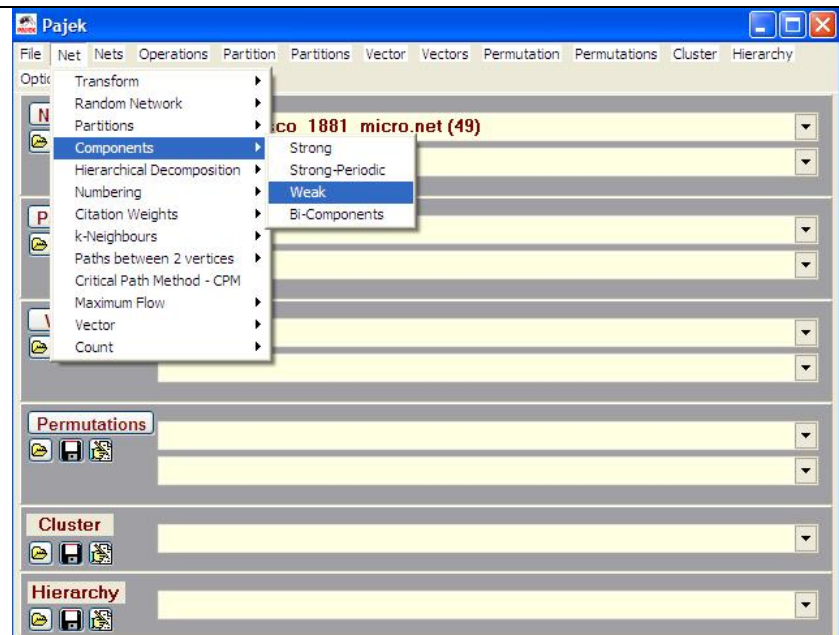 Pajek
File Net Nets Operations Partition Partitions Vector Vectors Permutation Permutations Cluster Hierarchy
Optio
Transform
Random Network
N
Partitions
co 1881 micro.net (49)
Components
Strong
Hierarchical Decomposition
Strong-Periodic
Numbering
Weak
Citation Weights
Bi-Components
P
k-Neighbours
Paths between 2 vertices
Critical Path Method - CPM
Maximum Flow
Vector
Count
Permutations
Cluster
Hierarchy